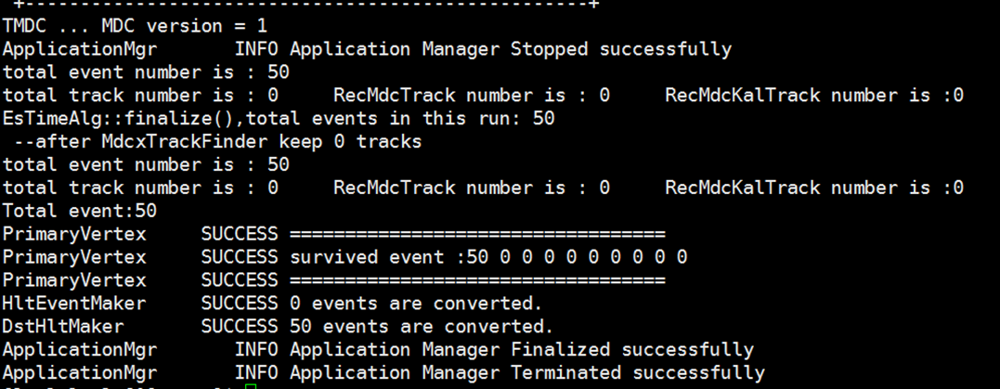 +---------------------------------------------------+
TMDC ... MDC version = 1
ApplicationMgr       INFO Application Manager Stopped successfully
total event number is : 50
total track number is : 0     RecMdcTrack number is : 0     RecMdcKalTrack number is :0
EsTimeAlg::finalize(),total events in this run: 50
 --after MdcxTrackFinder keep 0 tracks
total event number is : 50
total track number is : 0     RecMdcTrack number is : 0     RecMdcKalTrack number is :0
Total event:50
PrimaryVertex     SUCCESS ==================================
PrimaryVertex     SUCCESS survived event :50 0 0 0 0 0 0 0 0 0
PrimaryVertex     SUCCESS ==================================
HltEventMaker     SUCCESS 0 events are converted.
DstHltMaker       SUCCESS 50 events are converted.
ApplicationMgr       INFO Application Manager Finalized successfully
ApplicationMgr       INFO Application Manager Terminated successfully